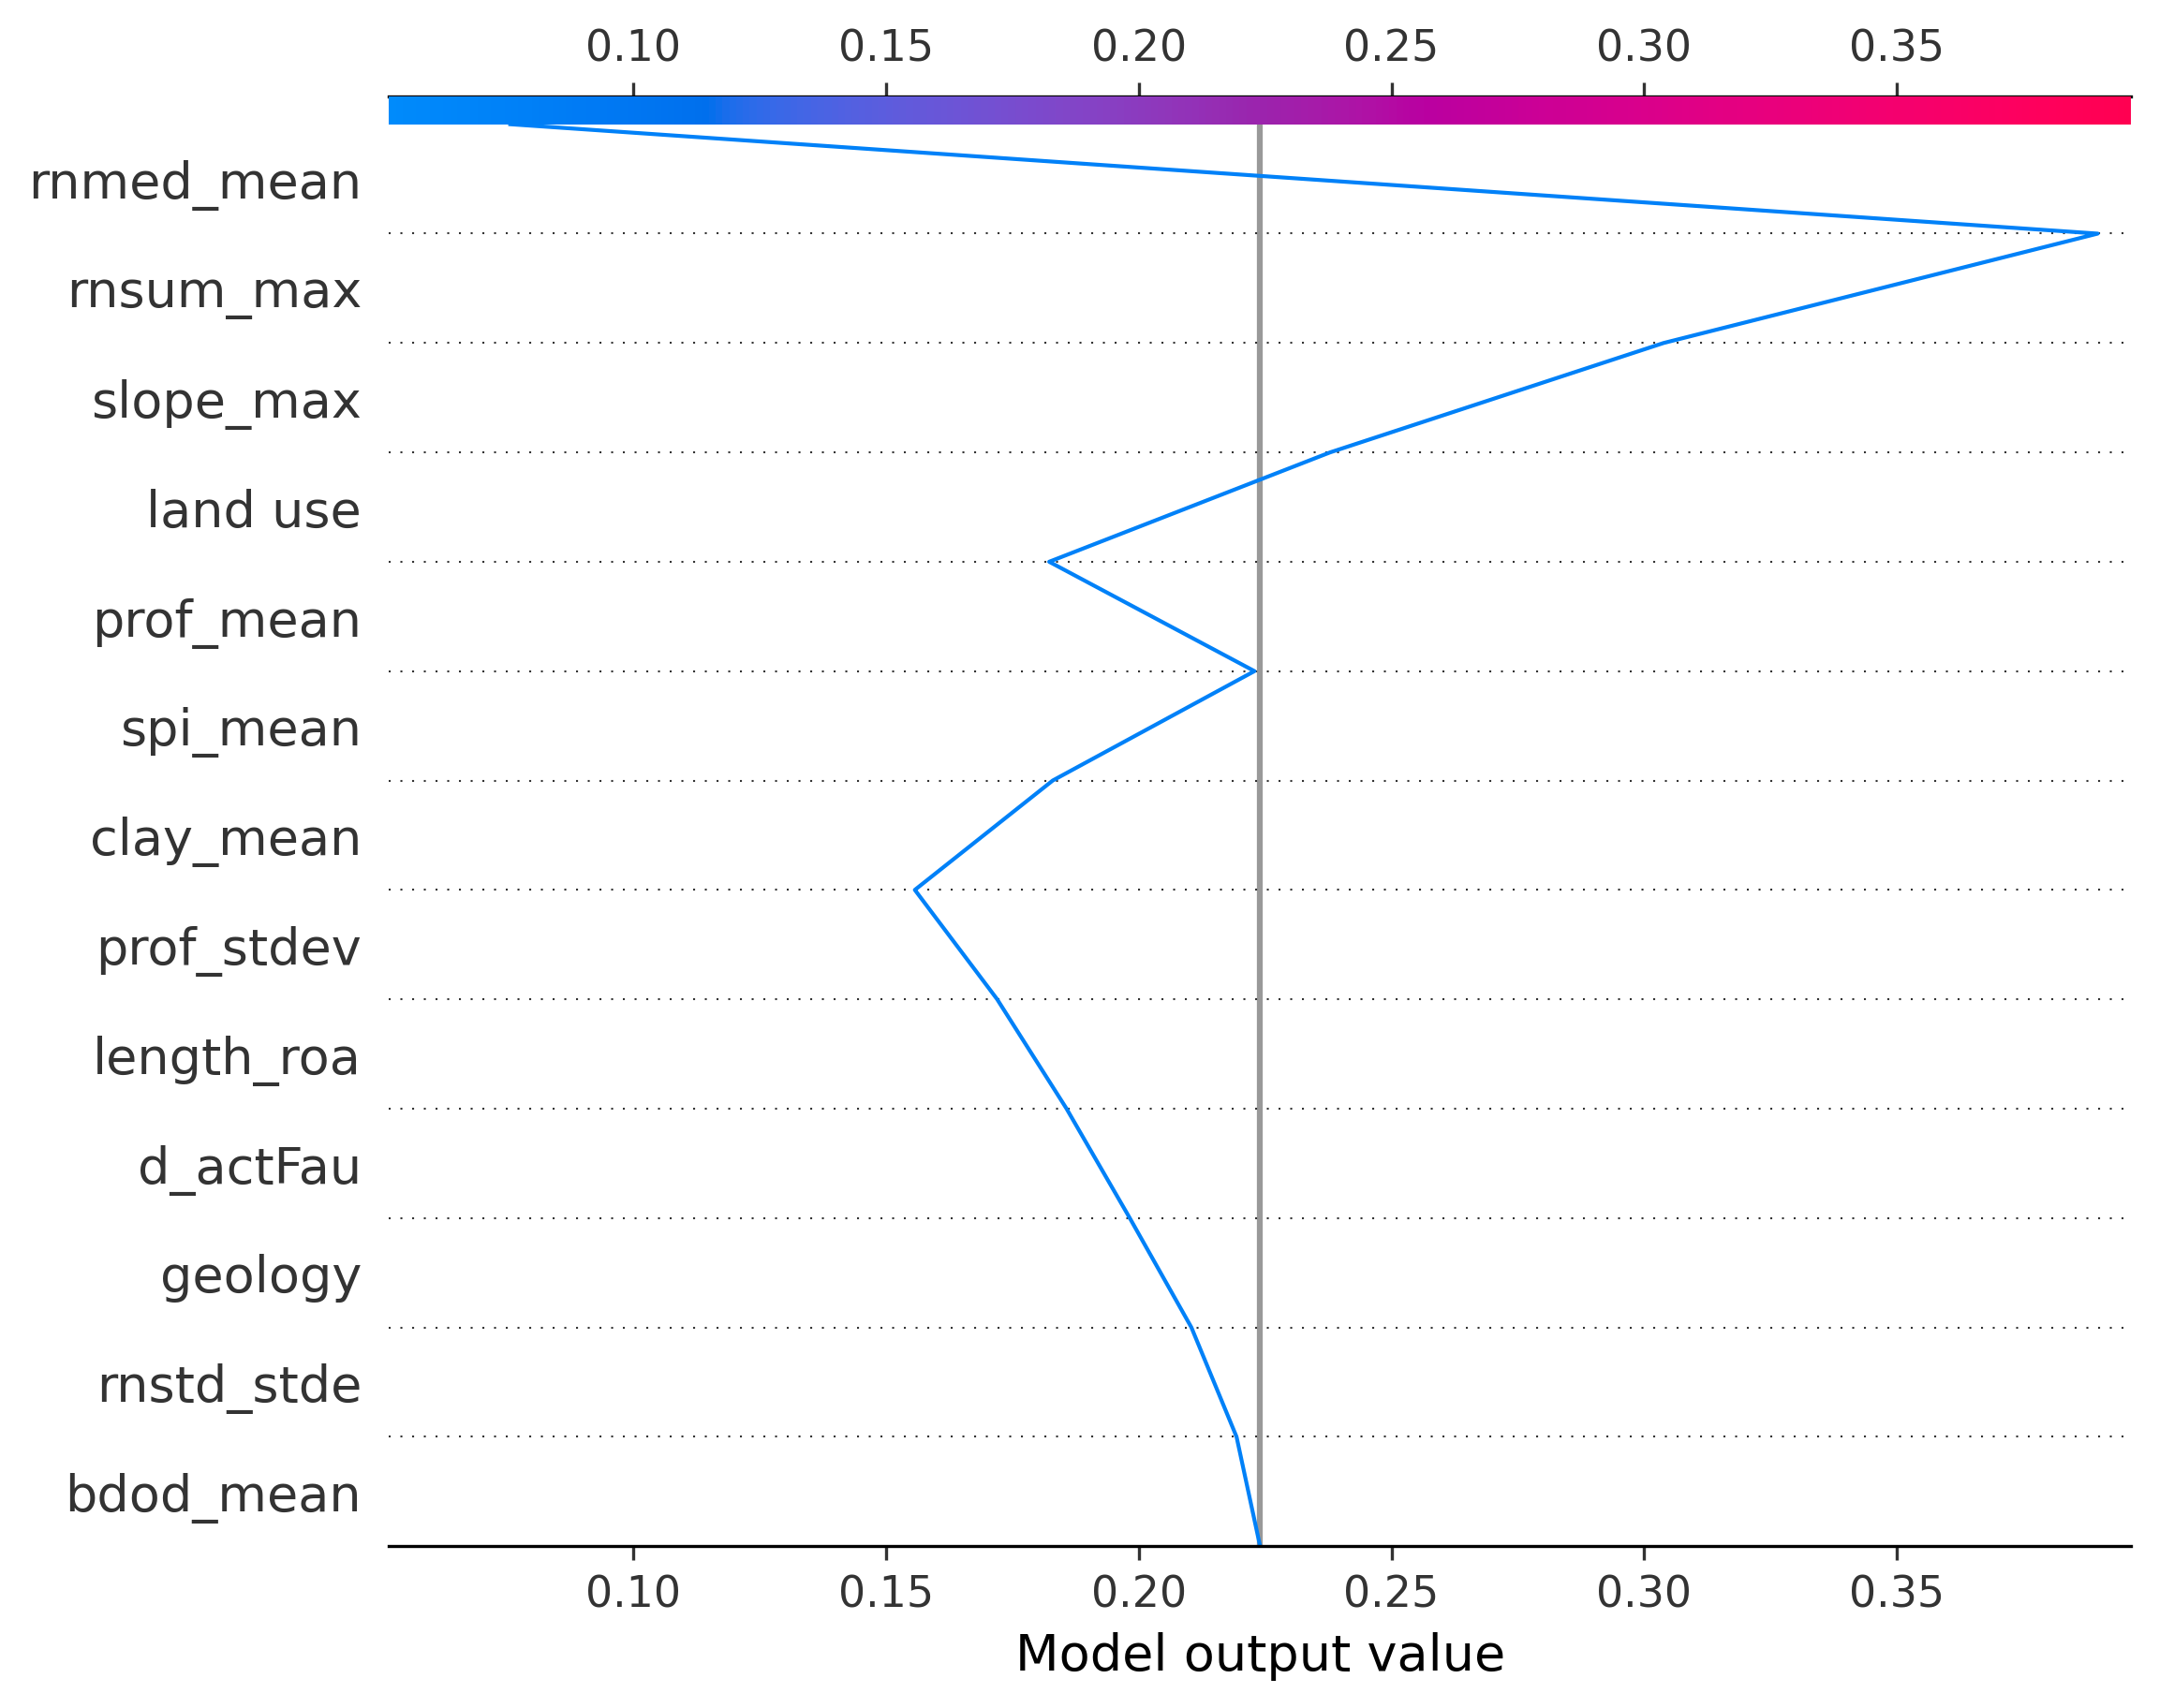 0.10 0.15 0.20 0.25 0.30 0.35
rnmed_mean
rnsum_max
slope_max
land use
prof_mean
spi_mean
clay_mean
prof_stdev
length_roa
d_actFau
geology
rnstd_stde
bdod_mean
0.10 0.15 0.20 0.25 0.30 0.35
Model output value